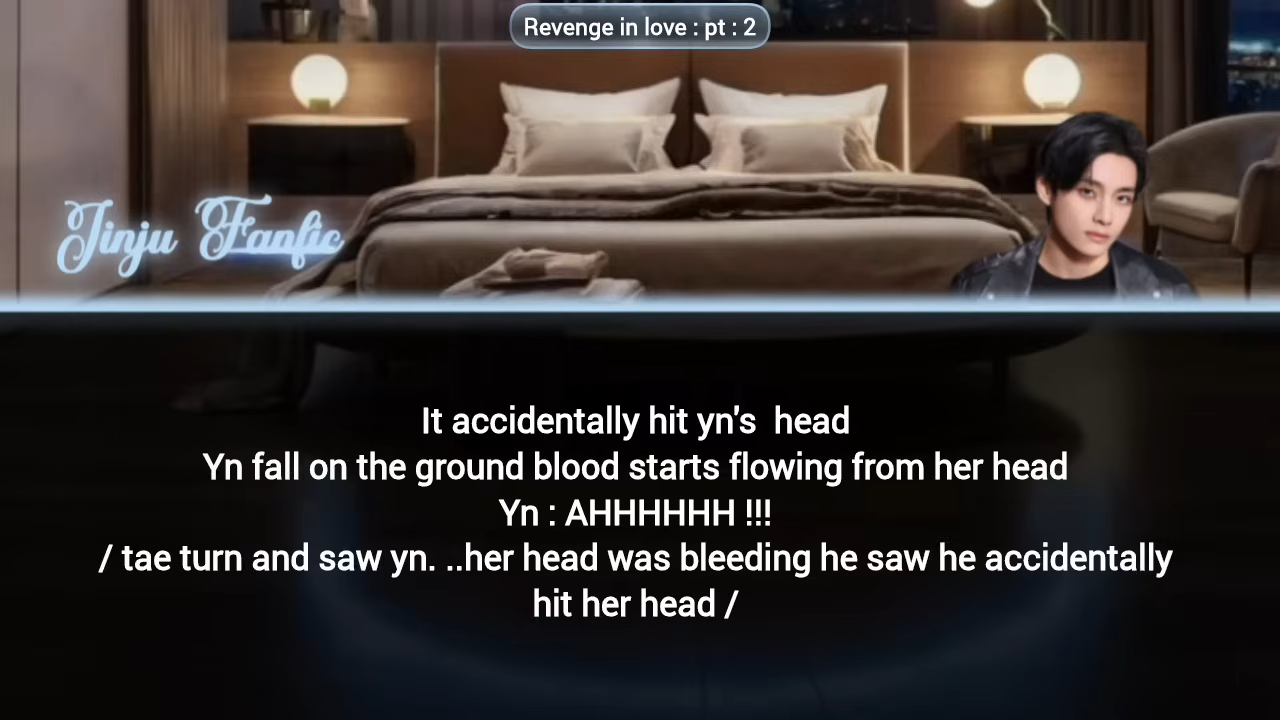 Revenge in love : pt : 2
Jinju Fanfic
It accidentally hit yn's  head
Yn fall on the ground blood starts flowing from her head
Yn : AHHHHHH !!!
/ tae turn and saw yn. ..her head was bleeding he saw he accidentally
hit her head /